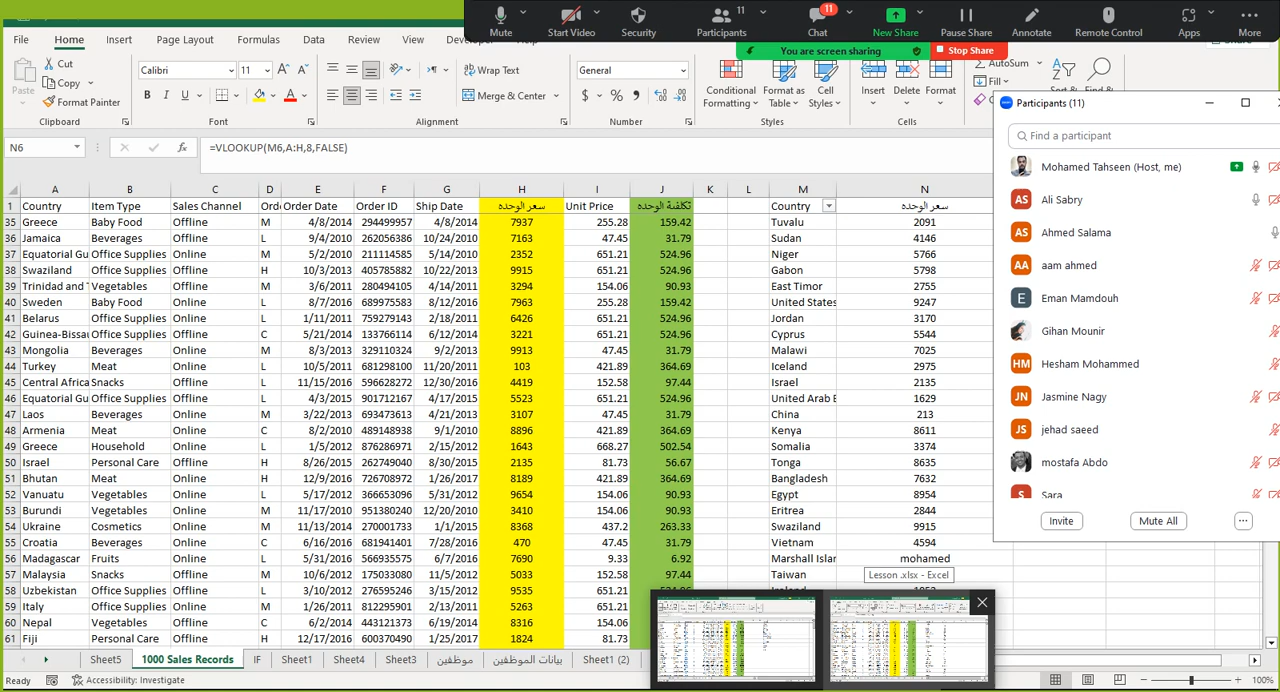 Mute
Start Video
Security
11
Participants
11
Chat
New Share
Pause Share
Annotate
Remote Control
Apps
More
You are screen sharing
Stop Share
File Home Insert Page Layout Formulas Data Review View
Paste
Cut
Copy
Format Painter
Calibri 11
B I U
Wrap Text
Merge & Center
General
$ % 9
Conditional Formatting
Format as Table
Cell Styles
Insert Delete Format
AutoSum
Fill
Clipboard Font Alignment Number Styles Cells
N6 fx =VLOOKUP(M6,A:H,8,FALSE)
A B C D E F G H I J K L M N
1 Country Item Type Sales Channel Orde Order Date Order ID Ship Date سعر الوحده Unit Price تكلفتة الوحده Country سعر الوحده
35 Greece Baby Food Offline M 4/8/2014 294499957 4/8/2014 7937 255.28 159.42 Tuvalu 2091
36 Jamaica Beverages Offline L 9/4/2010 262056386 10/24/2010 7163 47.45 31.79 Sudan 4146
37 Equatorial Gu Office Supplies Offline M 5/2/2010 211114585 5/14/2010 2352 651.21 524.96 Niger 5766
38 Swaziland Office Supplies Offline H 10/3/2013 405785882 10/22/2013 9915 651.21 524.96 Gabon 5798
39 Trinidad and T Vegetables Offline M 3/6/2011 280494105 4/14/2011 3294 154.06 90.93 East Timor 2755
40 Sweden Baby Food Online L 8/7/2016 689975583 8/12/2016 7963 255.28 159.42 United States 9247
41 Belarus Office Supplies Online L 1/11/2011 759279143 2/18/2011 6426 651.21 524.96 Jordan 3170
42 Guinea-Bissau Office Supplies Offline C 5/21/2014 133766114 6/12/2014 3221 651.21 524.96 Cyprus 5544
43 Mongolia Beverages Online M 8/3/2013 329110324 9/2/2013 9913 47.45 31.79 Malawi 7025
44 Turkey Meat Online C 10/5/2011 681298100 11/20/2011 103 421.89 364.69 Iceland 2975
45 Central Africa Snacks Offline L 11/15/2016 596628272 12/30/2016 4419 152.58 97.44 Israel 2135
46 Equatorial Gu Office Supplies Online L 4/3/2015 901712167 4/17/2015 5523 651.21 524.96 United Arab E 1629
47 Laos Beverages Online M 3/22/2013 693473613 4/21/2013 3107 47.45 31.79 China 213
48 Armenia Meat Online C 8/2/2010 489148938 9/1/2010 8896 421.89 364.69 Kenya 8611
49 Greece Household Online L 1/5/2012 876286971 2/15/2012 1643 668.27 502.54 Somalia 3374
50 Israel Personal Care Offline H 8/26/2015 262749040 8/30/2015 2135 81.73 56.67 Tonga 8635
51 Bhutan Meat Online H 12/9/2016 726708972 1/26/2017 8189 421.89 364.69 Bangladesh 7632
52 Vanuatu Vegetables Online L 5/17/2012 366653096 5/31/2012 9654 154.06 90.93 Egypt 8954
53 Burundi Vegetables Online M 11/17/2010 951380240 12/20/2010 3410 154.06 90.93 Eritrea 2844
54 Ukraine Cosmetics Online M 11/13/2014 270001733 1/1/2015 8368 437.2 263.33 Swaziland 9915
55 Croatia Beverages Online C 6/16/2016 681941401 7/28/2016 470 47.45 31.79 Vietnam 4594
56 Madagascar Fruits Online L 5/31/2016 566935575 6/7/2016 7690 9.33 6.92 Marshall Islar mohamed
57 Malaysia Snacks Offline M 10/6/2012 175033080 11/5/2012 5033 152.58 97.44 Taiwan
58 Uzbekistan Office Supplies Offline L 3/10/2012 276595246 3/15/2012 9535 651.21
59 Italy Office Supplies Online M 1/26/2011 812295901 2/13/2011 5263 651.21
60 Nepal Vegetables Offline C 6/2/2014 443121373 6/19/2014 8316 154.06
61 Fiji Personal Care Offline H 12/17/2016 600370490 1/25/2017 1824 81.73
Lesson .xlsx - Excel
Participants (11)
Find a participant
Mohamed Tahseen (Host, me)
AS Ali Sabry
AS Ahmed Salama
AA aam ahmed
E Eman Mamdouh
Gihan Mounir
HM Hesham Mohammed
JN Jasmine Nagy
JS jehad saeed
mostafa Abdo
S Sara
Invite Mute All ...
Sheet5 1000 Sales Records IF Sheet1 Sheet4 Sheet3 موظفين بيانات الموظفين Sheet1 (2)
Ready Accessibility: Investigate 100%